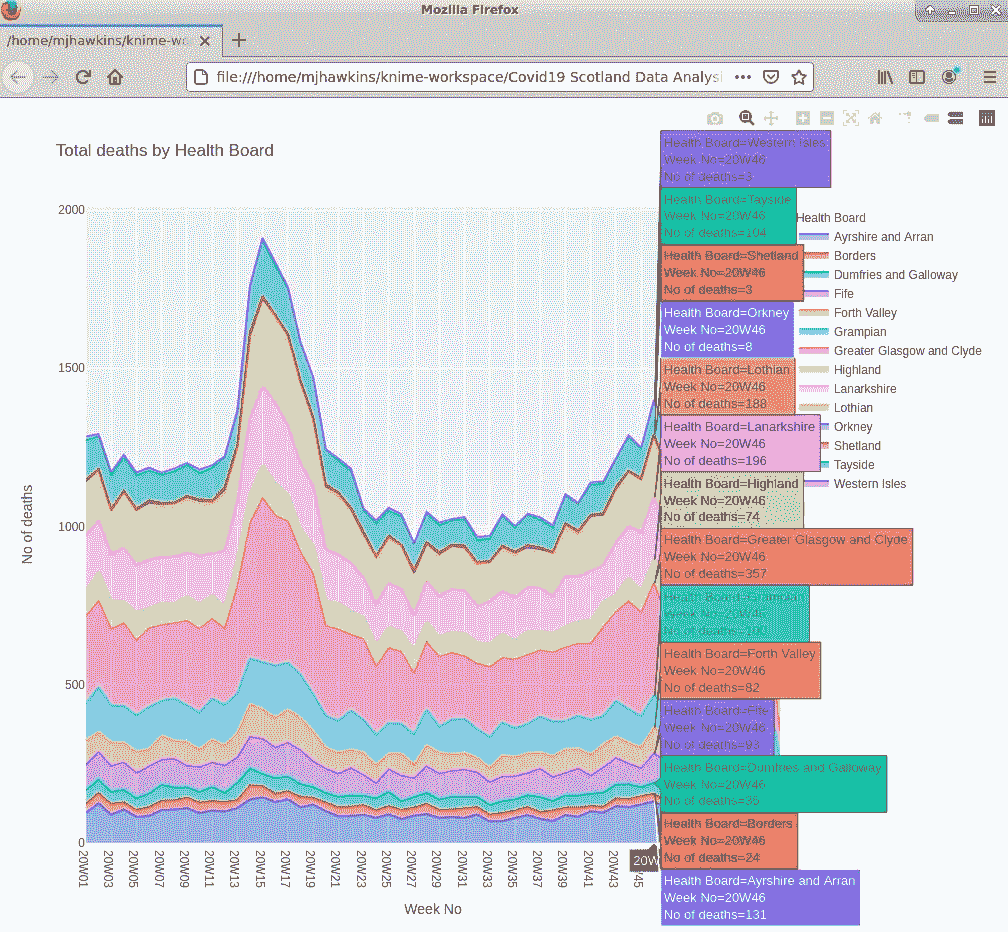 Mozilla Firefox
/home/mjhawkins/knime-wo
file:///home/mjhawkins/knime-workspace/Covid19 Scotland Data Analysi
Total deaths by Health Board
Health Board=Western Isles
Week No=20W46
No of deaths=3
Health Board=Tayside
Week No=20W46
No of deaths=104
Health Board=Shetland
Week No=20W46
No of deaths=3
Health Board=Orkney
Week No=20W46
No of deaths=8
Health Board=Lothian
Week No=20W46
No of deaths=188
Health Board=Lanarkshire
Week No=20W46
No of deaths=196
Health Board=Highland
Week No=20W46
No of deaths=74
Health Board=Greater Glasgow and Clyde
Week No=20W46
No of deaths=357
Health Board=Grampian
Week No=20W46
No of deaths=100
Health Board=Forth Valley
Week No=20W46
No of deaths=82
Health Board=Fife
Week No=20W46
No of deaths=93
Health Board=Dumfries and Galloway
Week No=20W46
No of deaths=35
Health Board=Borders
Week No=20W46
No of deaths=24
Health Board=Ayrshire and Arran
Week No=20W46
No of deaths=131
Health Board
Ayrshire and Arran
Borders
Dumfries and Galloway
Fife
Forth Valley
Grampian
Greater Glasgow and Clyde
Highland
Lanarkshire
Lothian
Orkney
Shetland
Tayside
Western Isles
2000
1500
1000
500
0
No of deaths
20W01
20W03
20W05
20W07
20W09
20W11
20W13
20W15
20W17
20W19
20W21
20W23
20W25
20W27
20W29
20W31
20W33
20W35
20W37
20W39
20W41
20W43
20W
Week No